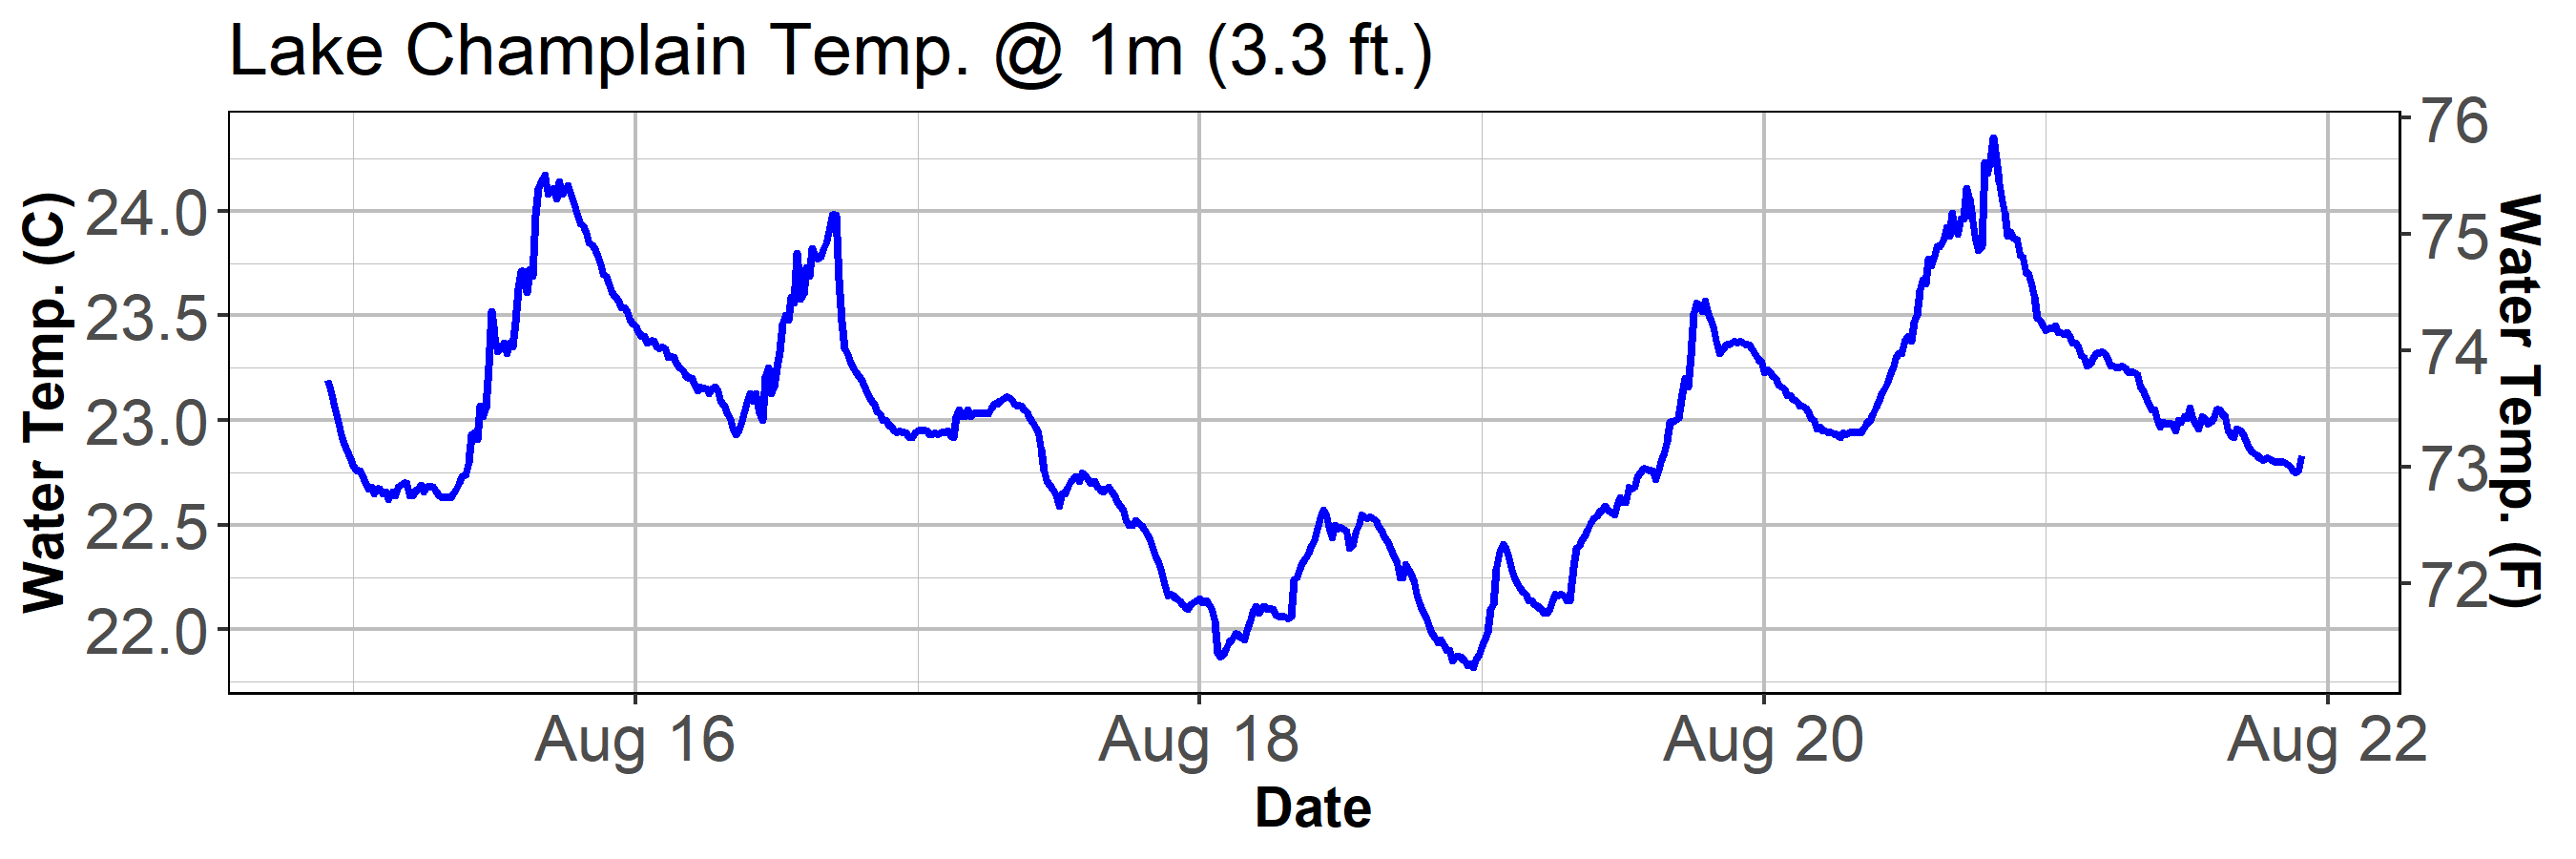 Lake Champlain Temp. @ 1m (3.3 ft.)
Water Temp. (C)
24.0
23.5
23.0
22.5
22.0
76
75
74
73
72
Water Temp. (F)
Aug 16 Aug 18 Aug 20 Aug 22
Date